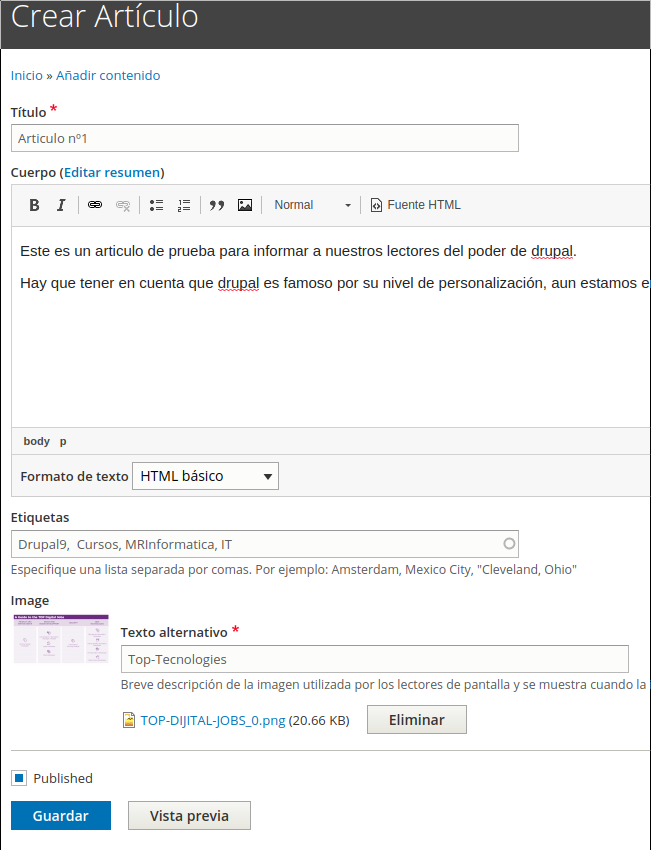 Crear Artículo
Inicio » Añadir contenido
Título *
Articulo nº1
Cuerpo (Editar resumen)
B I Normal Fuente HTML
Este es un articulo de prueba para informar a nuestros lectores del poder de drupal.
Hay que tener en cuenta que drupal es famoso por su nivel de personalización, aun estamos e
body p
Formato de texto HTML básico
Etiquetas
Drupal9,  Cursos, MRInformatica, IT
Especifique una lista separada por comas. Por ejemplo: Amsterdam, Mexico City, "Cleveland, Ohio"
Image
Texto alternativo *
Top-Tecnologies
Breve descripción de la imagen utilizada por los lectores de pantalla y se muestra cuando la
TOP-DIJITAL-JOBS_0.png (20.66 KB) Eliminar
Published
Guardar Vista previa